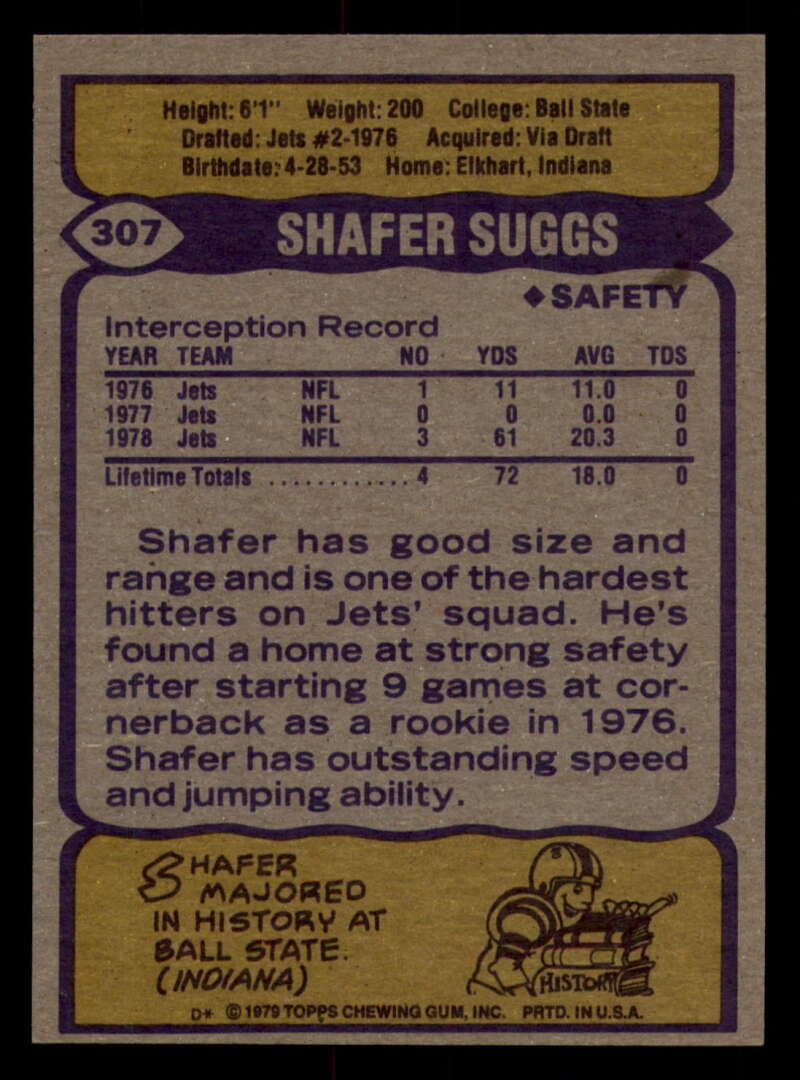 Height: 6'1" Weight: 200 College: Ball State
Drafted: Jets #2-1976 Acquired: Via Draft
Birthdate: 4-28-53 Home: Elkhart, Indiana
307 SHAFER SUGGS
◆SAFETY
Interception Record
YEAR TEAM NO YDS AVG TDS
1976 Jets NFL 1 11 11.0 0
1977 Jets NFL 0 0 0.0 0
1978 Jets NFL 3 61 20.3 0
Lifetime Totals ............ 4 72 18.0 0
Shafer has good size and
range and is one of the hardest
hitters on Jets' squad. He's
found a home at strong safety
after starting 9 games at cor-
nerback as a rookie in 1976.
Shafer has outstanding speed
and jumping ability.
SHAFER
MAJORED
IN HISTORY AT
BALL STATE.
(INDIANA)
HISTORY
D* © 1979 TOPPS CHEWING GUM, INC. PRTD. IN U.S.A.